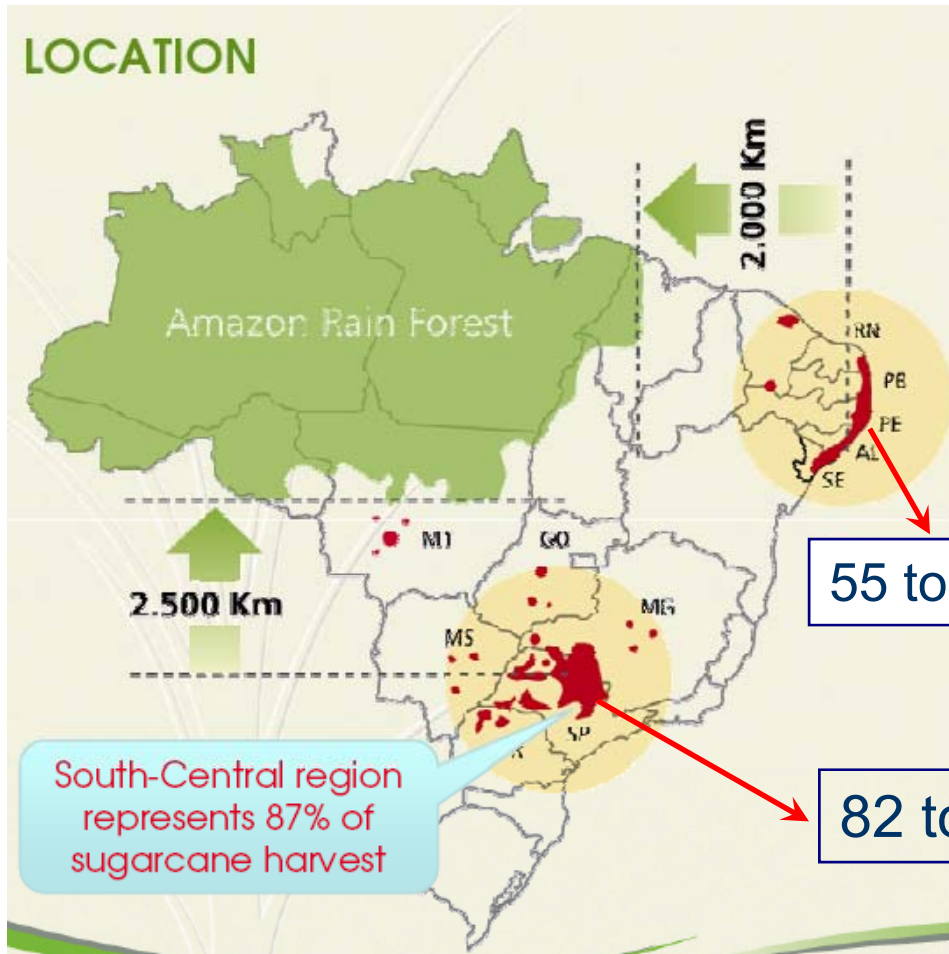 LOCATION
2.000 Km
Amazon Rain Forest
RN
PB
PE
AL
SE
MT
GO
2.500 Km
MG
MS
SP
55 to
82 to
South-Central region
represents 87% of
sugarcane harvest